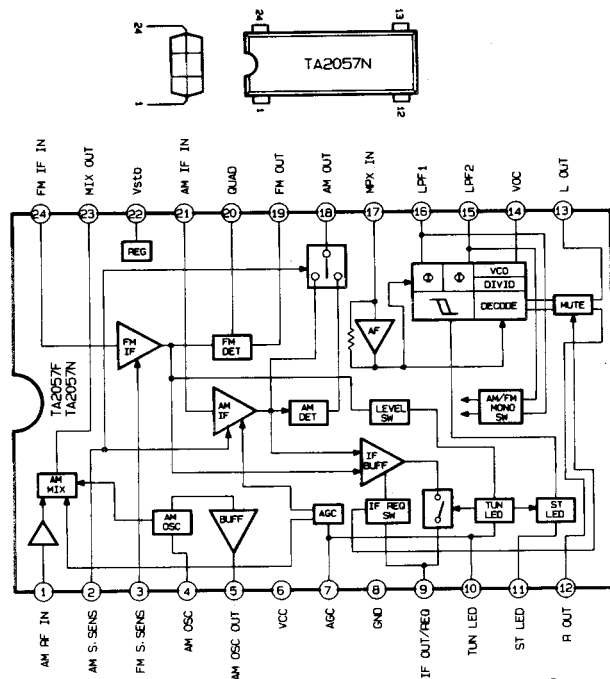 24
13
TA2057N
1
12
24
1
FM IF IN
MIX OUT
VstO
AM IF IN
QUAD
FM OUT
AM OUT
MPX IN
LPF1
LPF2
VOC
L OUT
24
23
22
21
20
19
18
17
16
15
14
13
REG
Φ
Φ
VCO
DIVID
DECODE
MUTE
FM IF
FM DET
AF
TA2057F
TA2057N
AM IF
AM DET
LEVEL SW
AM/FM MONO SW
IF BUFF
AM MIX
AM OSC
BUFF
AGC
IF REQ SW
TUN LED
ST LED
1
2
3
4
5
6
7
8
9
10
11
12
AM RF IN
AM S.SENS
FM S.SENS
AM OSC
AM OSC OUT
VCC
AGC
GND
IF OUT/REQ
TUN LED
ST LED
R OUT